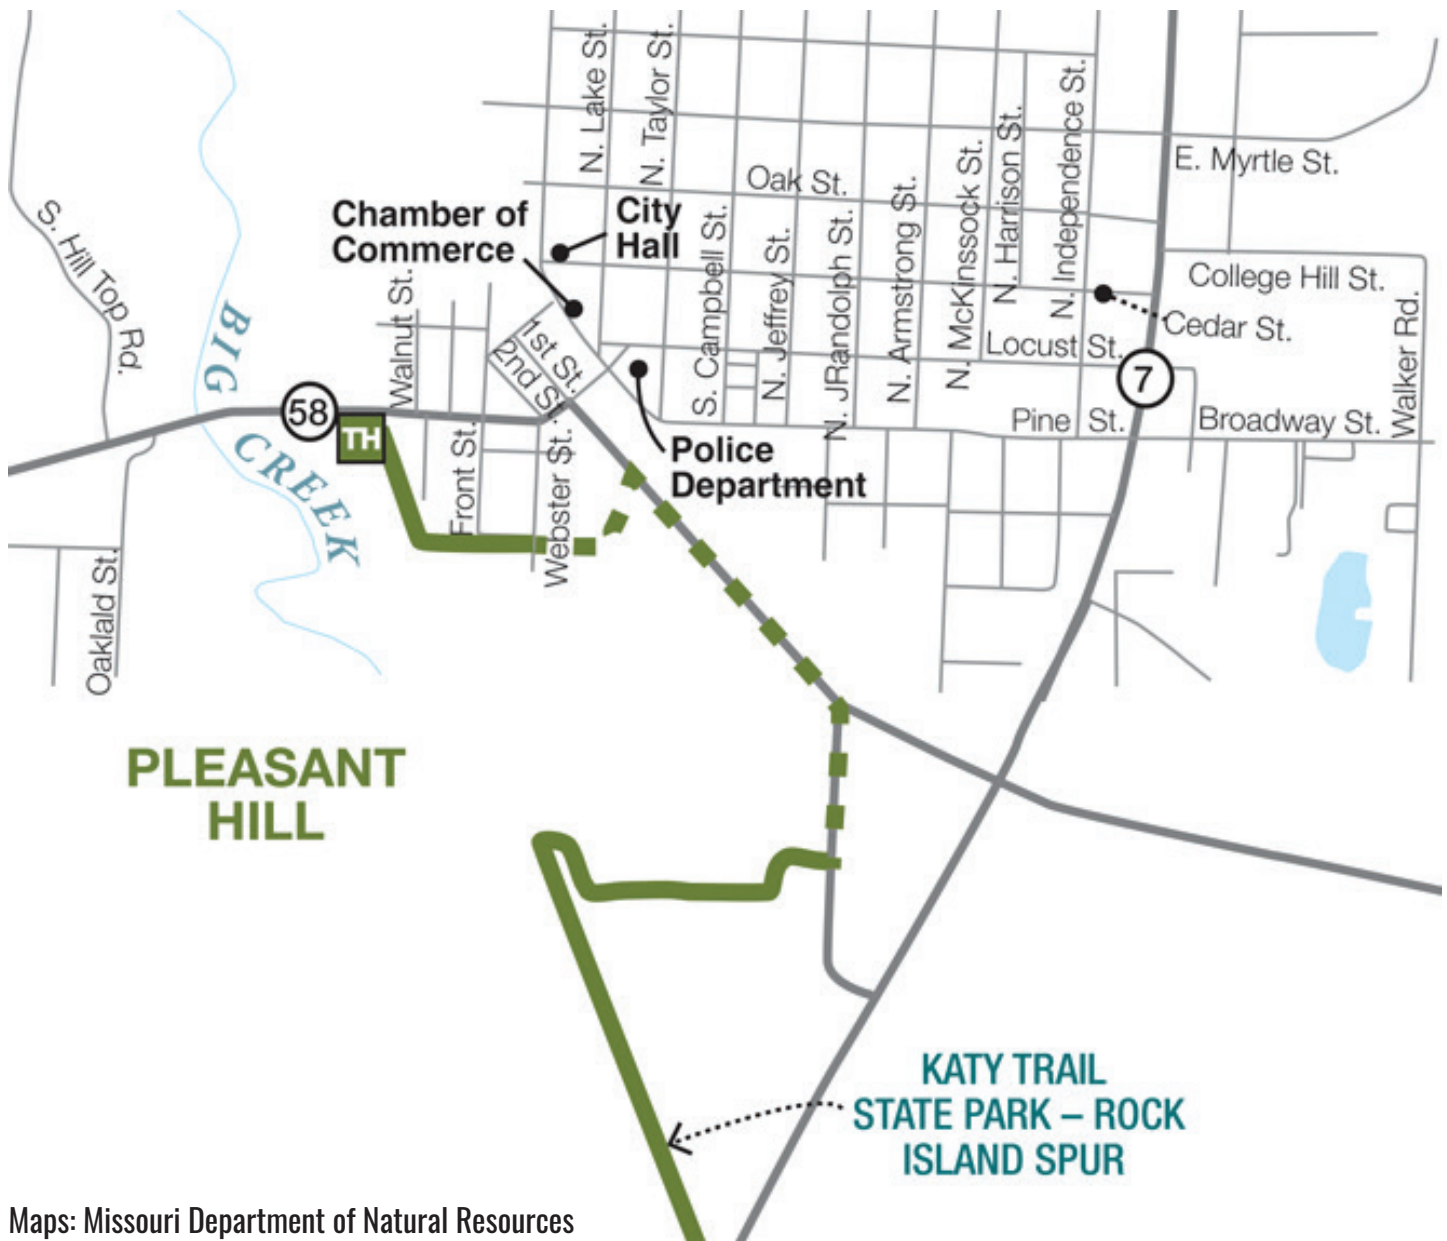 N. Lake St.
N. Taylor St.
N. Harrison St.
N. Independence St.
E. Myrtle St.
Oak St.
N. McKinssock St.
S. Hill Top Rd.
Chamber of
Commerce
City
Hall
S. Campbell St.
N. Jeffrey St.
N. JRandolph St.
N. Armstrong St.
College Hill St.
Walnut St.
Cedar St.
Walker Rd.
BIG
CREEK
1st St.
2nd St.
Locust St.
7
58
TH
Pine St.
Broadway St.
Front St.
Webster St.
Police
Department
Oaklald St.
PLEASANT
HILL
KATY TRAIL
STATE PARK – ROCK
ISLAND SPUR
Maps: Missouri Department of Natural Resources